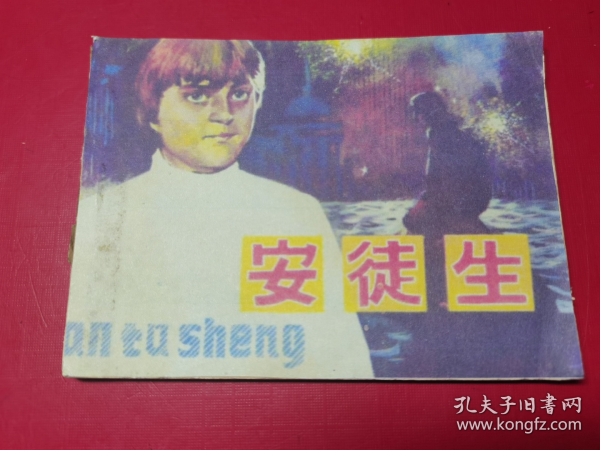 安徒生
an tu sheng
孔夫子旧书网
www.kongfz.com